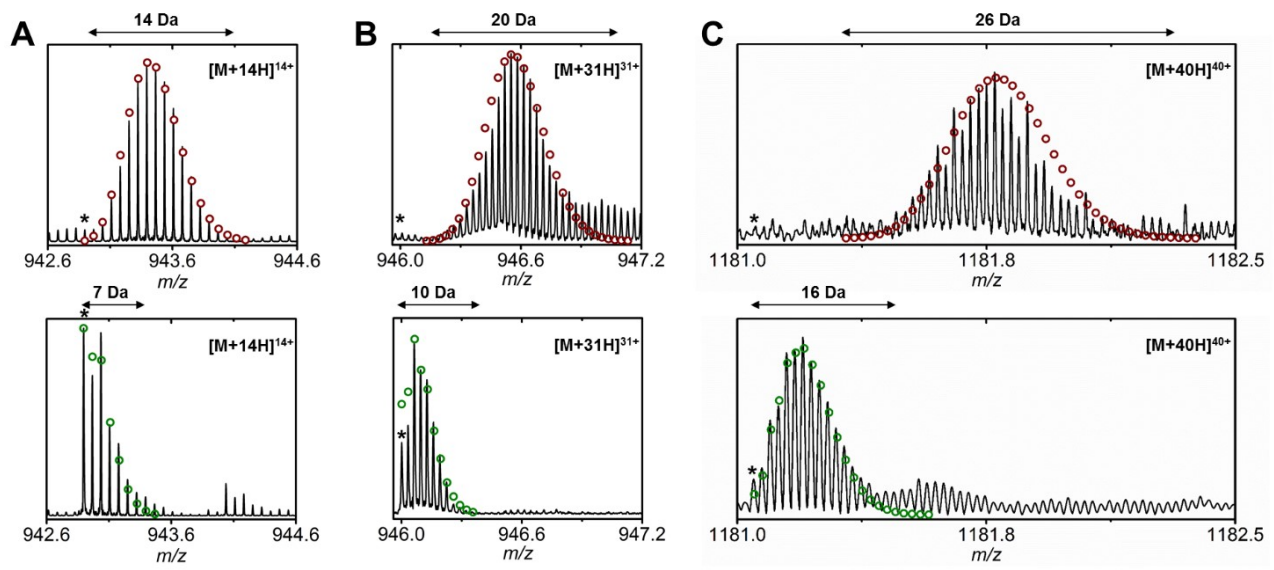 A
14 Da
[M+14H]14+
*
942.6 943.6 944.6
m/z
B
20 Da
[M+31H]31+
*
946.0 946.6 947.2
m/z
C
26 Da
[M+40H]40+
*
1181.0 1181.8 1182.5
m/z
7 Da
*
[M+14H]14+
942.6 943.6 944.6
m/z
10 Da
[M+31H]31+
*
946.0 946.6 947.2
m/z
16 Da
[M+40H]40+
*
1181.0 1181.8 1182.5
m/z